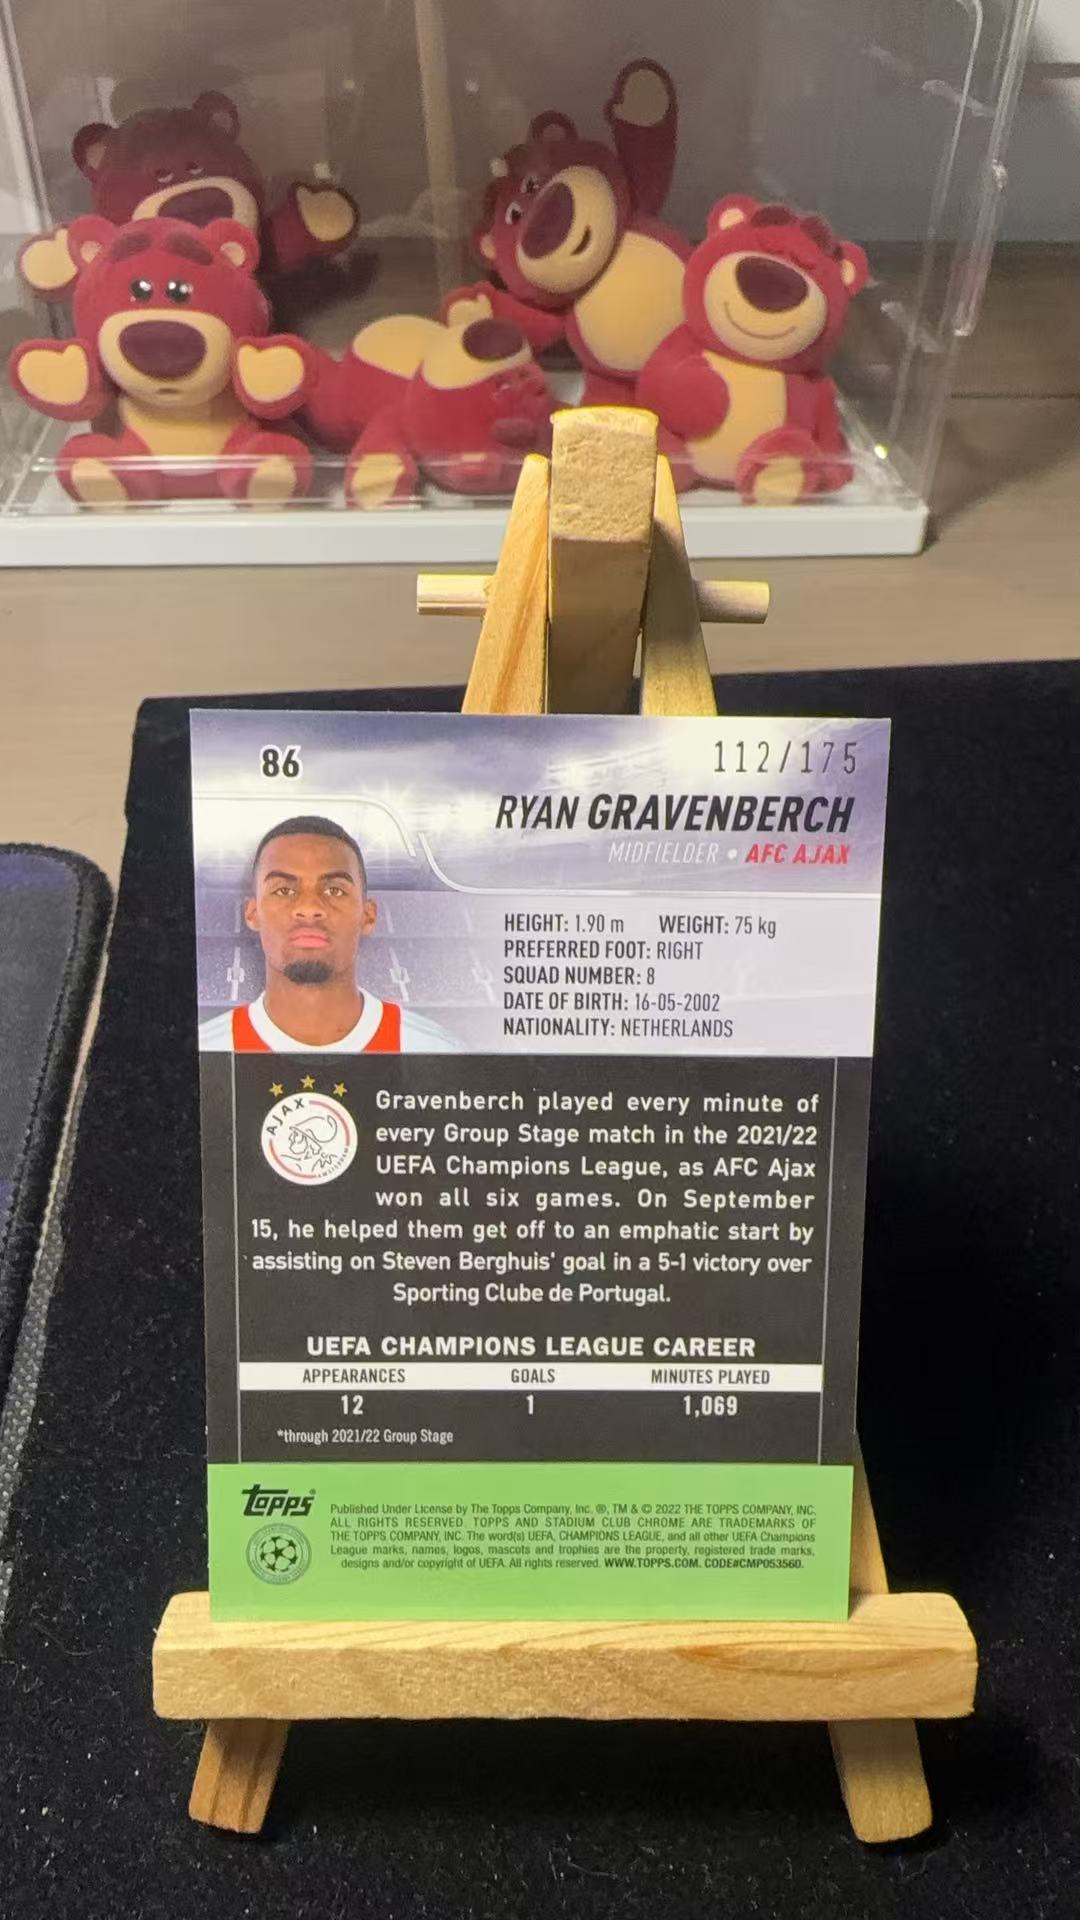 86
112/175
RYAN GRAVENBERCH
MIDFIELDER • AFC AJAX
HEIGHT: 1.90 m WEIGHT: 75 kg
PREFERRED FOOT: RIGHT
SQUAD NUMBER: 8
DATE OF BIRTH: 16-05-2002
NATIONALITY: NETHERLANDS
AJAX
AMSTERDAM
Gravenberch played every minute of
every Group Stage match in the 2021/22
UEFA Champions League, as AFC Ajax
won all six games. On September
15, he helped them get off to an emphatic start by
assisting on Steven Berghuis' goal in a 5-1 victory over
Sporting Clube de Portugal.
UEFA CHAMPIONS LEAGUE CAREER
APPEARANCES GOALS MINUTES PLAYED
12 1 1,069
*through 2021/22 Group Stage
Topps®
Published Under License by The Topps Company, Inc. ®, TM & © 2022 THE TOPPS COMPANY, INC.
ALL RIGHTS RESERVED. TOPPS AND STADIUM CLUB CHROME ARE TRADEMARKS OF
THE TOPPS COMPANY, INC. The word(s) UEFA, CHAMPIONS LEAGUE, and all other UEFA Champions
League marks, names, logos, mascots and trophies are the property, registered trade marks,
designs and/or copyright of UEFA. All rights reserved. WWW.TOPPS.COM. CODE#CMP053560.